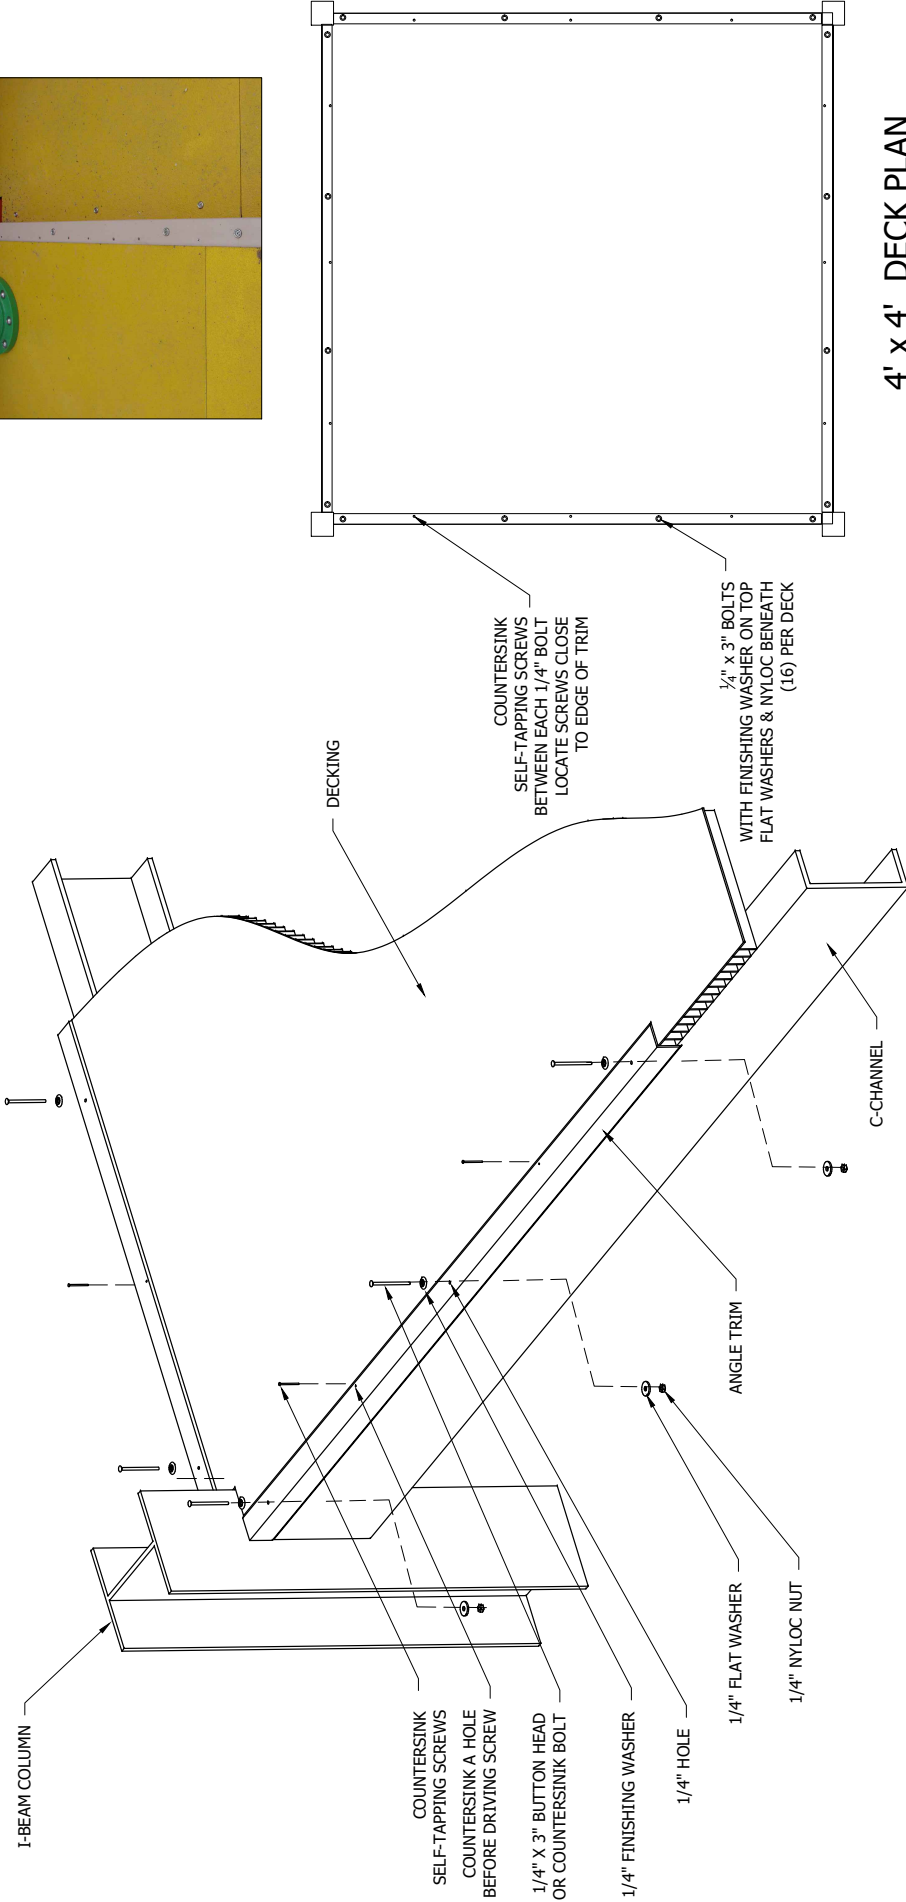 I-BEAM COLUMN
COUNTERSINK
SELF-TAPPING SCREWS
COUNTERSINK A HOLE
BEFORE DRIVING SCREW
1/4" X 3" BUTTON HEAD
OR COUNTERSINIK BOLT
1/4" FINISHING WASHER
1/4" HOLE
1/4" FLAT WASHER
1/4" NYLOC NUT
ANGLE TRIM
C-CHANNEL
DECKING
COUNTERSINK
SELF-TAPPING SCREWS
BETWEEN EACH 1/4" BOLT
LOCATE SCREWS CLOSE
TO EDGE OF TRIM
¼" x 3" BOLTS
WITH FINISHING WASHER ON TOP
FLAT WASHERS & NYLOC BENEATH
(16) PER DECK
4' x 4' DECK PLAN